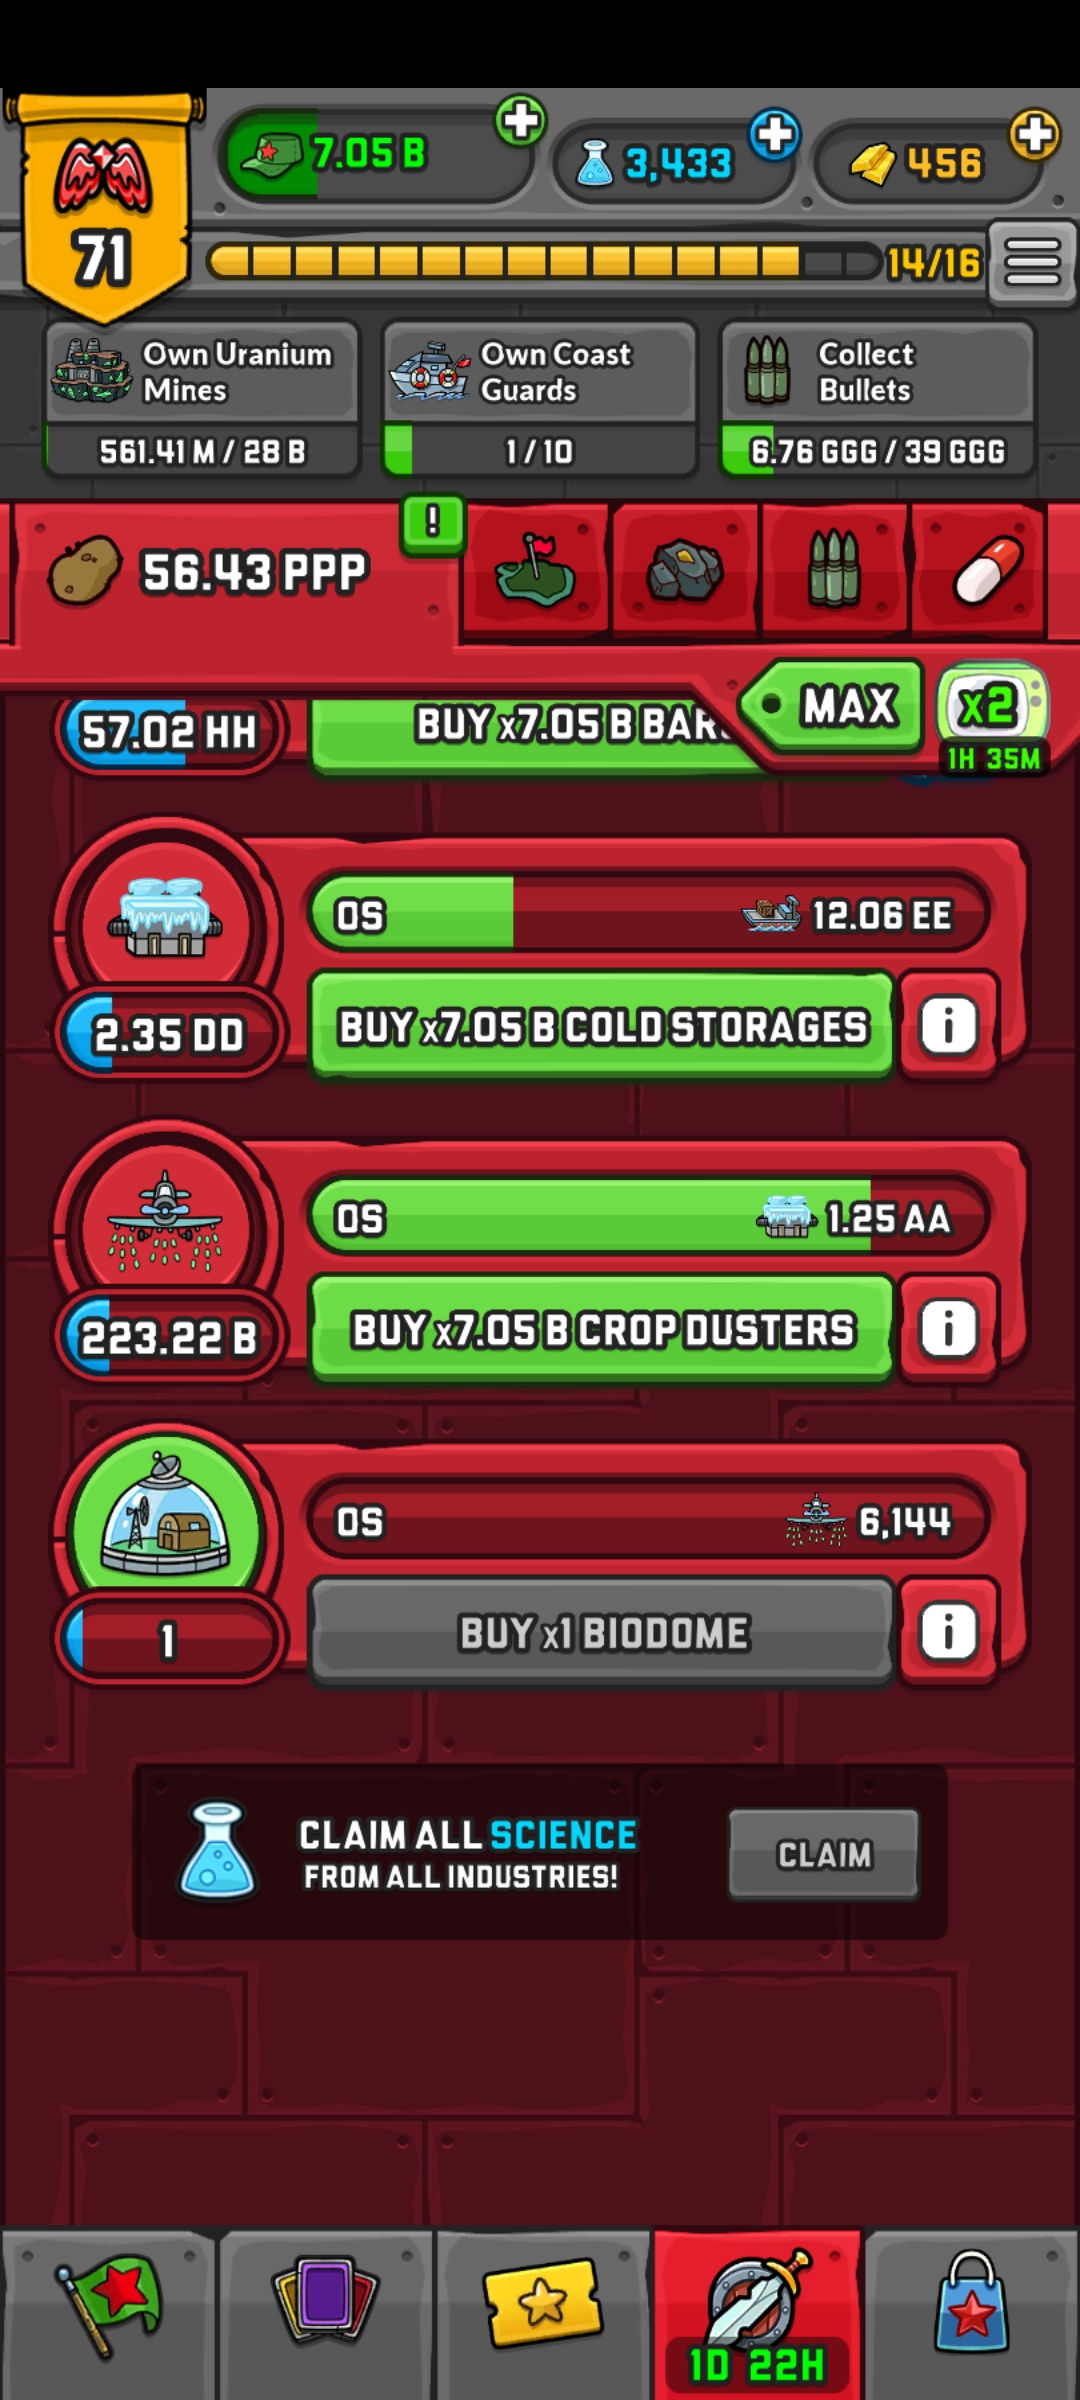 7.05 B
3,433
456
71
14/16
Own Uranium
Mines
561.41 M / 28 B
Own Coast
Guards
1 / 10
Collect
Bullets
6.76 GGG / 39 GGG
56.43 PPP
!
MAX
x2
1H 35M
57.02 HH
BUY x7.05 B
0S
12.06 EE
2.35 DD
BUY x7.05 B COLD STORAGES
i
0S
1.25 AA
223.22 B
BUY x7.05 B CROP DUSTERS
i
0S
6,144
1
BUY x1 BIODOME
i
CLAIM ALL SCIENCE
FROM ALL INDUSTRIES!
CLAIM
1D 22H